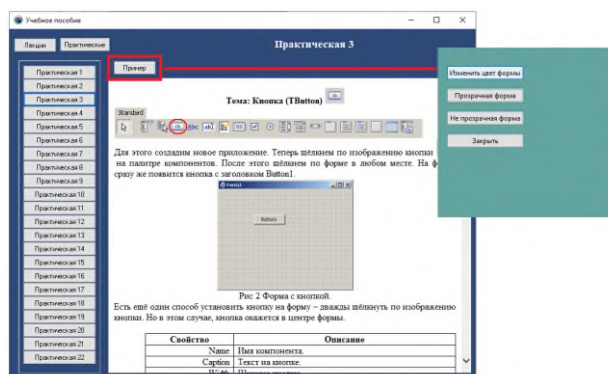 Учебное пособие
Лекции
Практические
Практическая 3
Пример
Практическая 1
Практическая 2
Практическая 3
Практическая 4
Практическая 5
Практическая 6
Практическая 7
Практическая 8
Практическая 9
Практическая 10
Практическая 11
Практическая 12
Практическая 13
Практическая 14
Практическая 15
Практическая 16
Практическая 17
Практическая 18
Практическая 19
Практическая 20
Практическая 21
Практическая 22
Тема: Кнопка (TButton)
Standard
Для этого создадим новое приложение. Теперь щёлкнем по изображению кнопки
на палитре компонентов. После этого щёлкнем по форме в любом месте. На ф
сразу же появится кнопка с заголовком Button1.
Form1
Button1
Рис 2 Форма с кнопкой.
Есть ещё один способ установить кнопку на форму – дважды щёлкнуть по изображению
кнопки. Но в этом случае, кнопка окажется в центре формы.
Свойство Описание
Name Имя компонента.
Caption Текст на кнопке.
Изменить цвет формы
Прозрачная форма
Не прозрачная форма
Закрыть